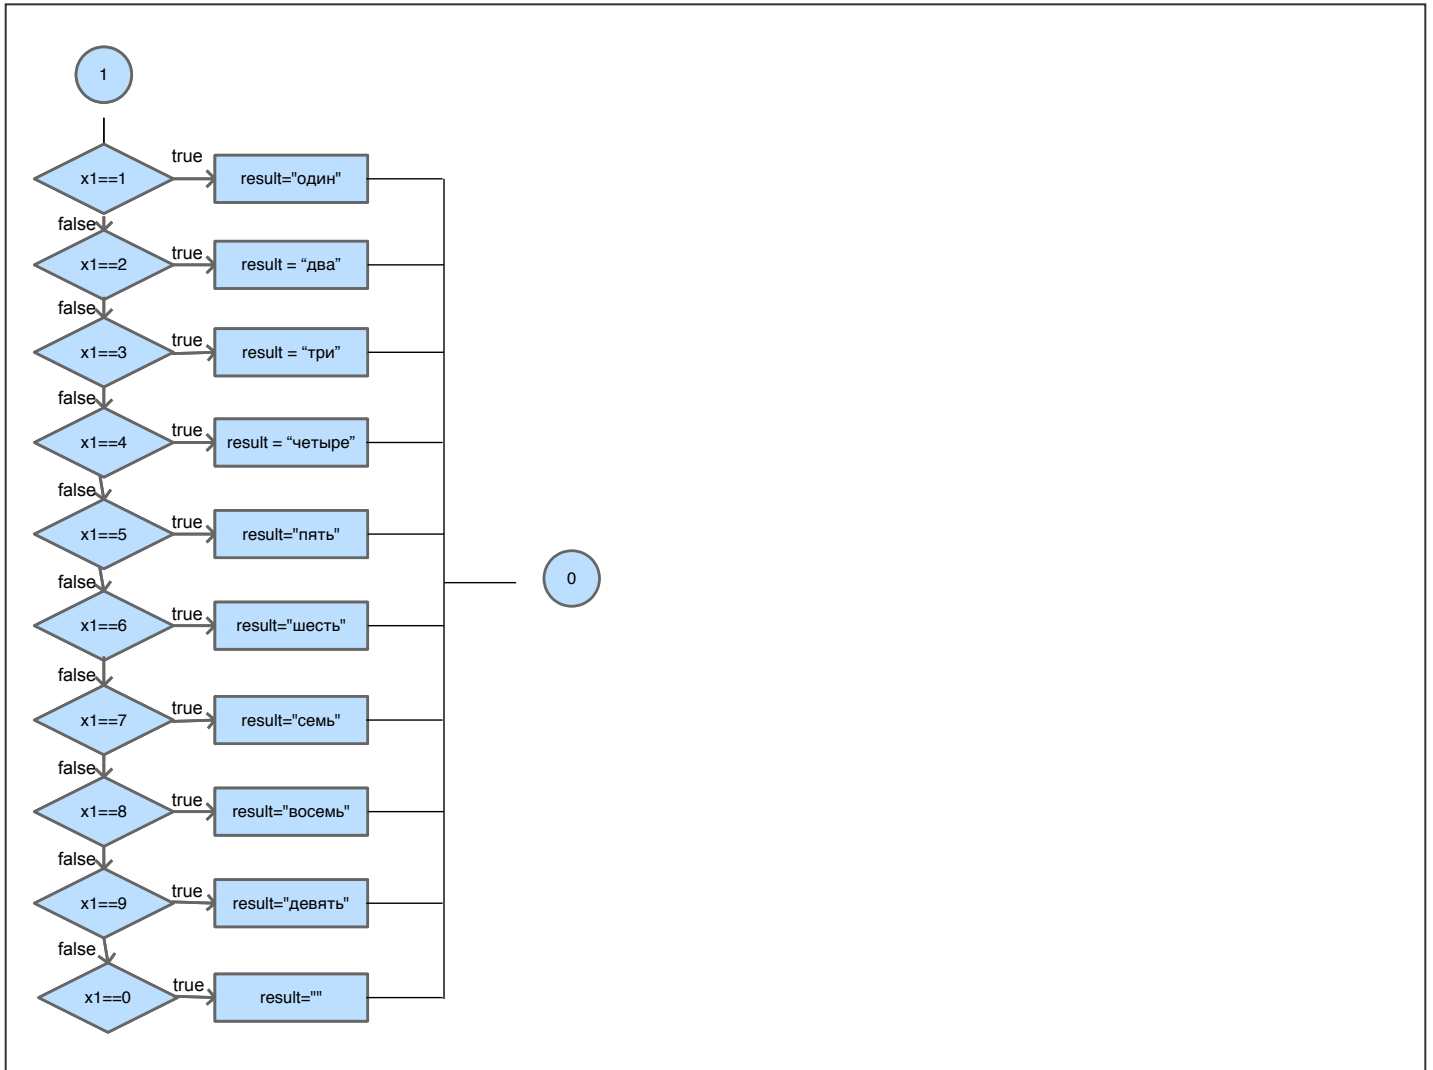 1
true
x1==1
result="один"
false
true
x1==2
result = “два”
false
true
x1==3
result = “три”
false
true
x1==4
result = “четыре”
false
true
x1==5
result="пять"
0
false
true
x1==6
result="шесть"
false
true
x1==7
result="семь"
false
true
x1==8
result="восемь"
false
true
x1==9
result="девять"
false
true
x1==0
result=""